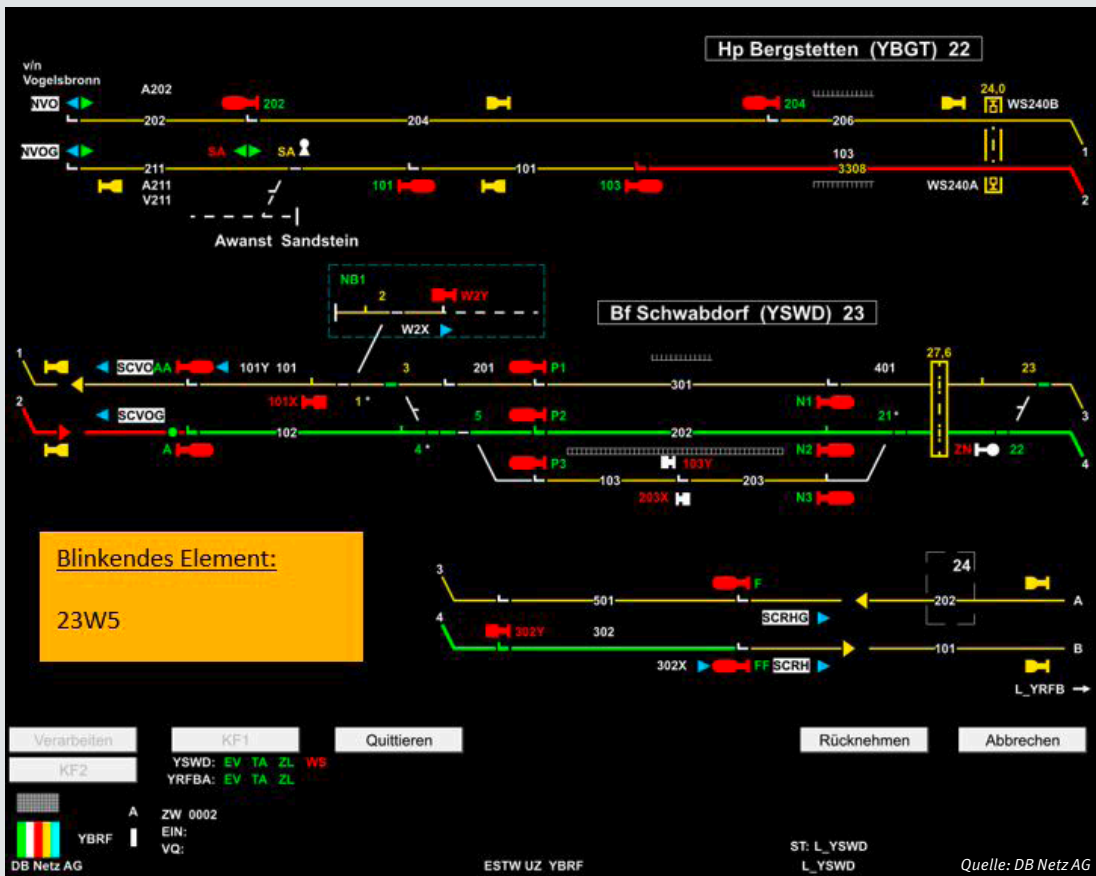 Hp Bergstetten (YBGT) 22
v/n
Vogelsbronn
A202
NVO 202 204 24,0 WS240B
202 204 206
1
NVOG SA SA 103
211 101 3308
A211 101 103 WS240A
V211
2
Awanst Sandstein
NB1
2 W2Y
W2X
Bf Schwabdorf (YSWD) 23
1 SCVO AA 101Y 101 3 201 P1 401 27,6 23
301
101X 1* N1 3
2 SCVOG 5 P2 21*
102 202
A 4* N2 ZN 22 4
P3 103Y
103 203
203X N3
Blinkendes Element:
23W5
3 F 24
501 202 A
SCRHG
4 302Y 302
101 B
302X FF SCRH
L_YRFB →
Verarbeiten KF1 Quittieren Rücknehmen Abbrechen
KF2 YSWD: EV TA ZL WS
YRFBA: EV TA ZL
A ZW 0002
YBRF EIN:
VQ:
ST: L_YSWD
DB Netz AG ESTW UZ YBRF L_YSWD Quelle: DB Netz AG